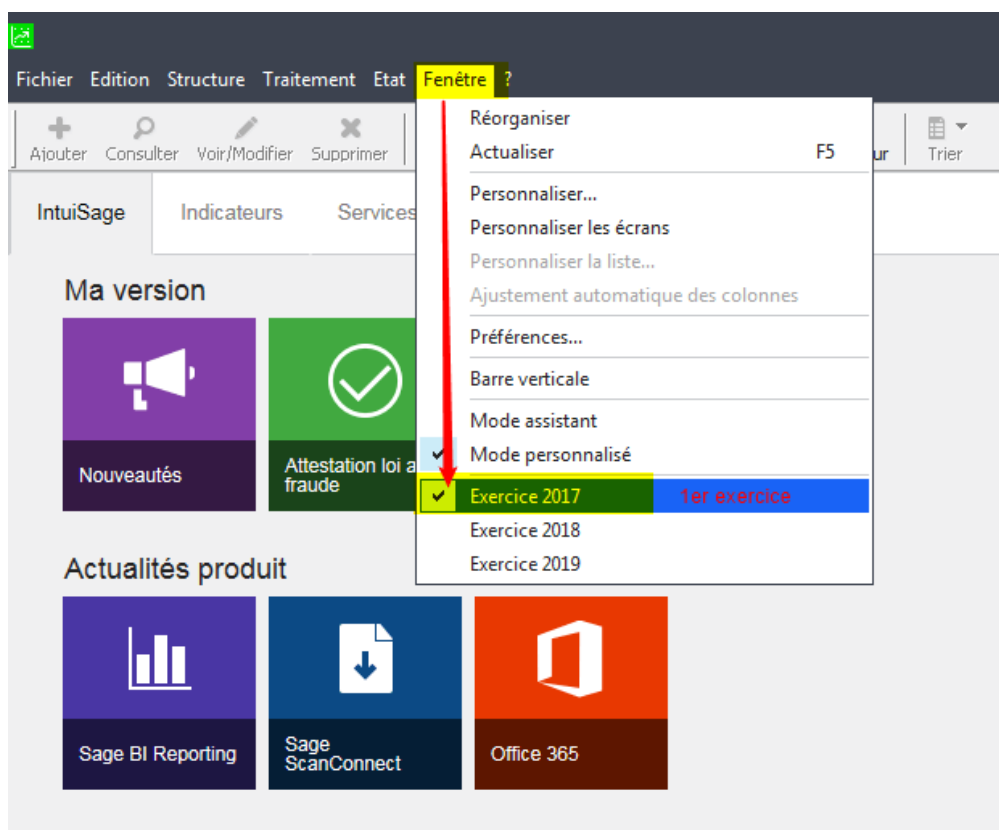 Fichier Edition Structure Traitement Etat Fenêtre ?
Ajouter Consulter Voir/Modifier Supprimer ur Trier
Réorganiser
Actualiser F5
Personnaliser...
Personnaliser les écrans
Personnaliser la liste...
Ajustement automatique des colonnes
Préférences...
Barre verticale
Mode assistant
Mode personnalisé
Exercice 2017 1er exercice
Exercice 2018
Exercice 2019
IntuiSage Indicateurs Services
Ma version
Nouveautés
Attestation loi a
fraude
Actualités produit
Sage BI Reporting
Sage
ScanConnect
Office 365